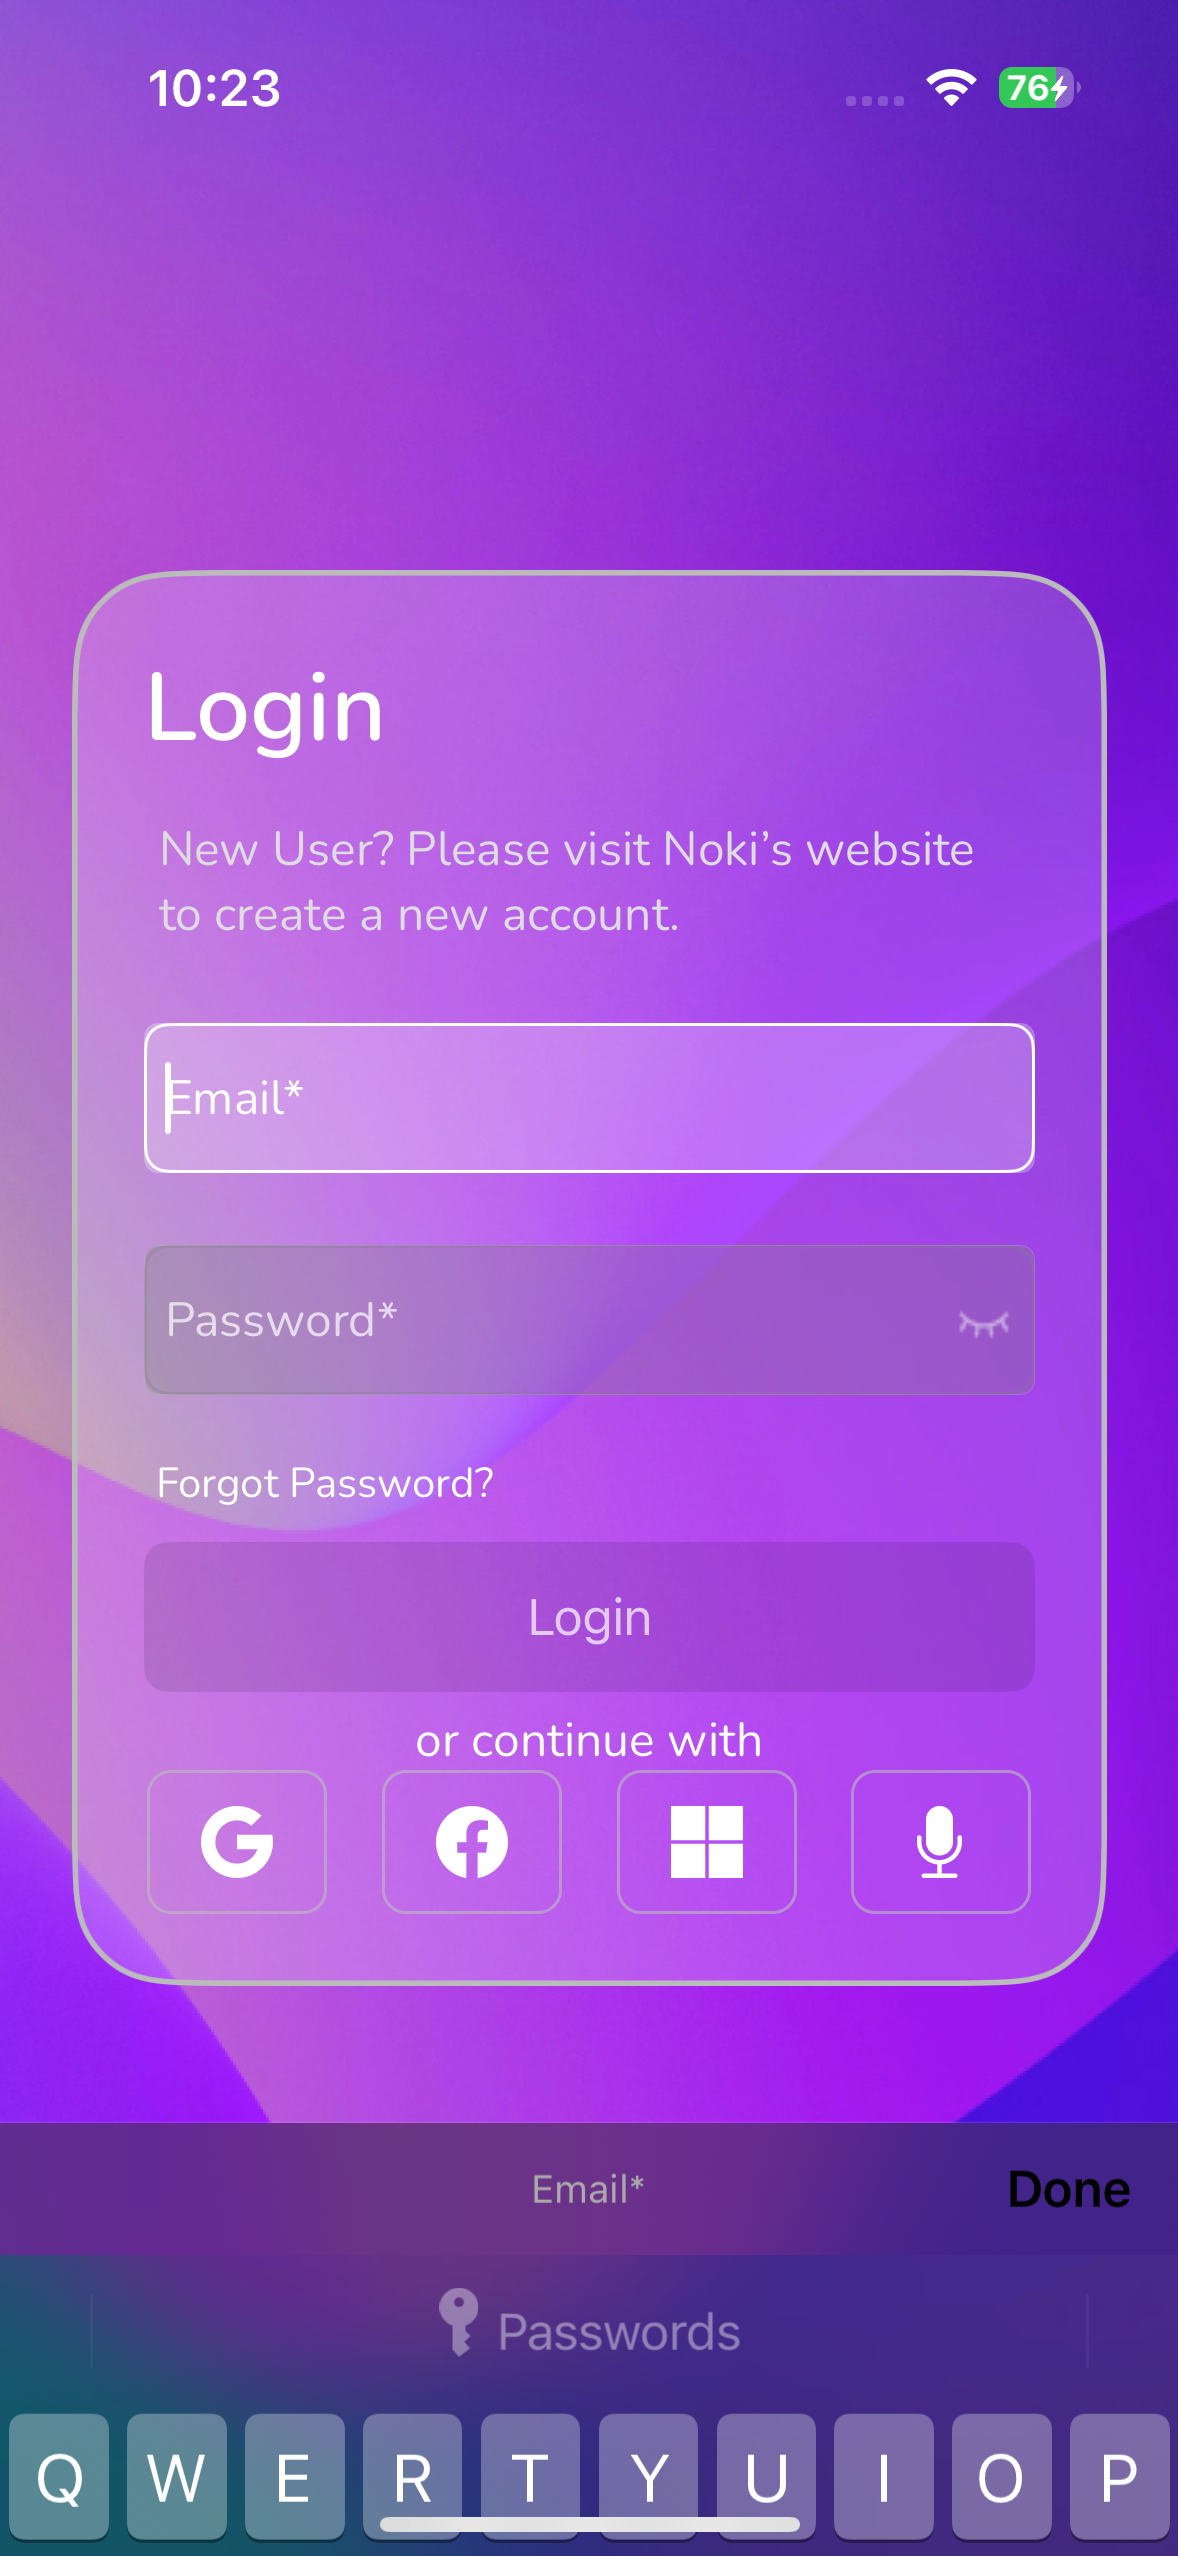 10:23
76
Login
New User? Please visit Noki’s website
to create a new account.
Email*
Password*
Forgot Password?
Login
or continue with
Email*
Done
Passwords
Q W E R T Y U I O P